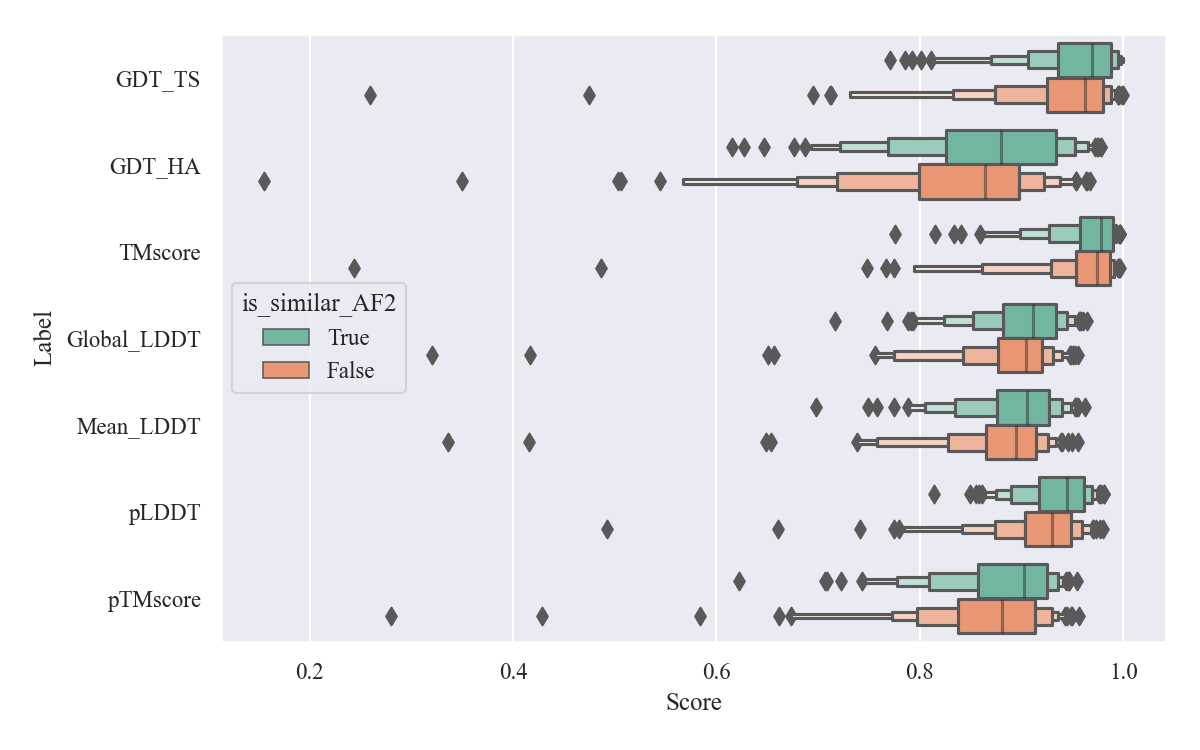 GDT_TS
GDT_HA
TMscore
Global_LDDT
Mean_LDDT
pLDDT
pTMscore
Label
is_similar_AF2
True
False
0.2 0.4 0.6 0.8 1.0
Score